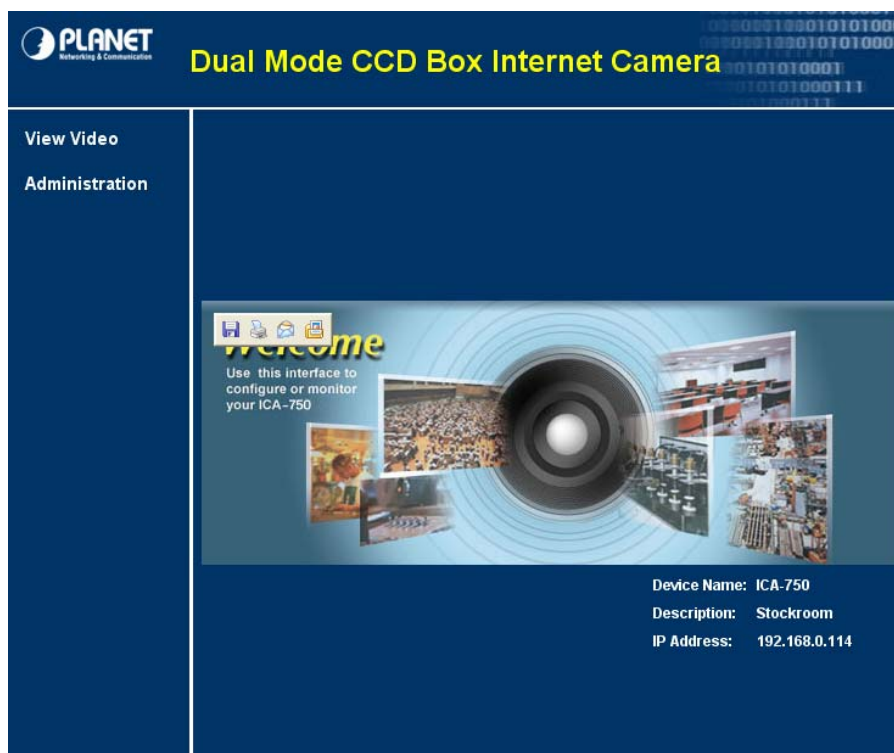 PLANET
Networking & Communication
Dual Mode CCD Box Internet Camera
View Video
Administration
Welcome
Use this interface to
configure or monitor
your ICA-750
Device Name: ICA-750
Description: Stockroom
IP Address: 192.168.0.114